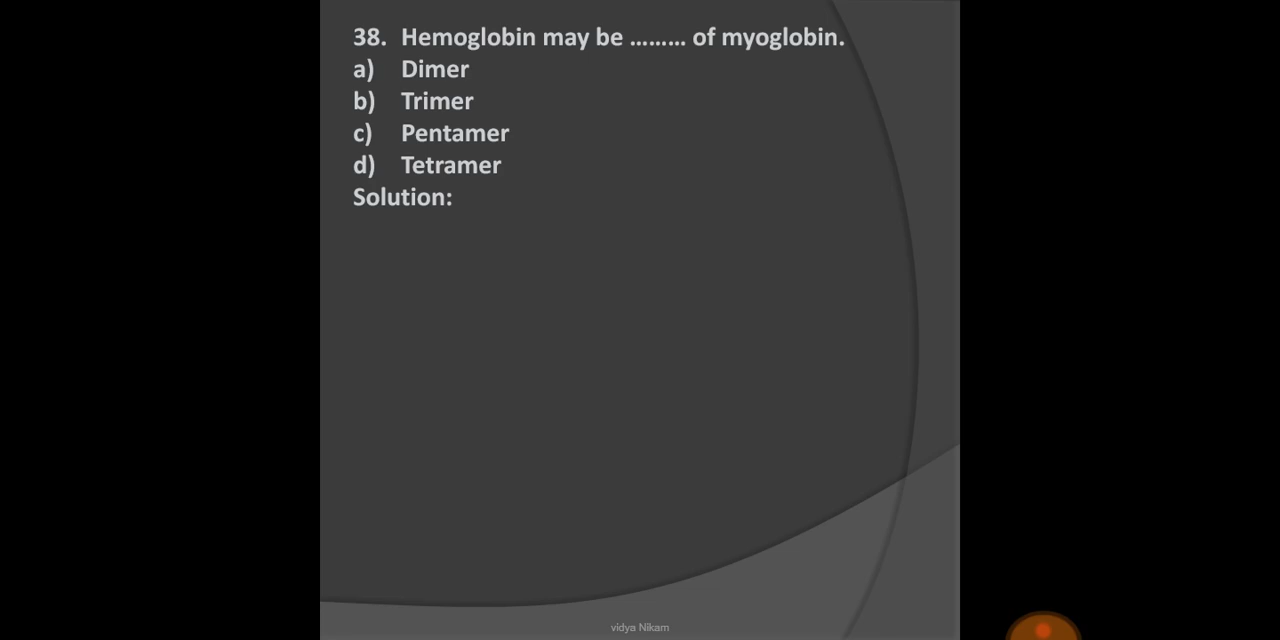 38. Hemoglobin may be ……… of myoglobin.
a) Dimer
b) Trimer
c) Pentamer
d) Tetramer
Solution:
vidya Nikam